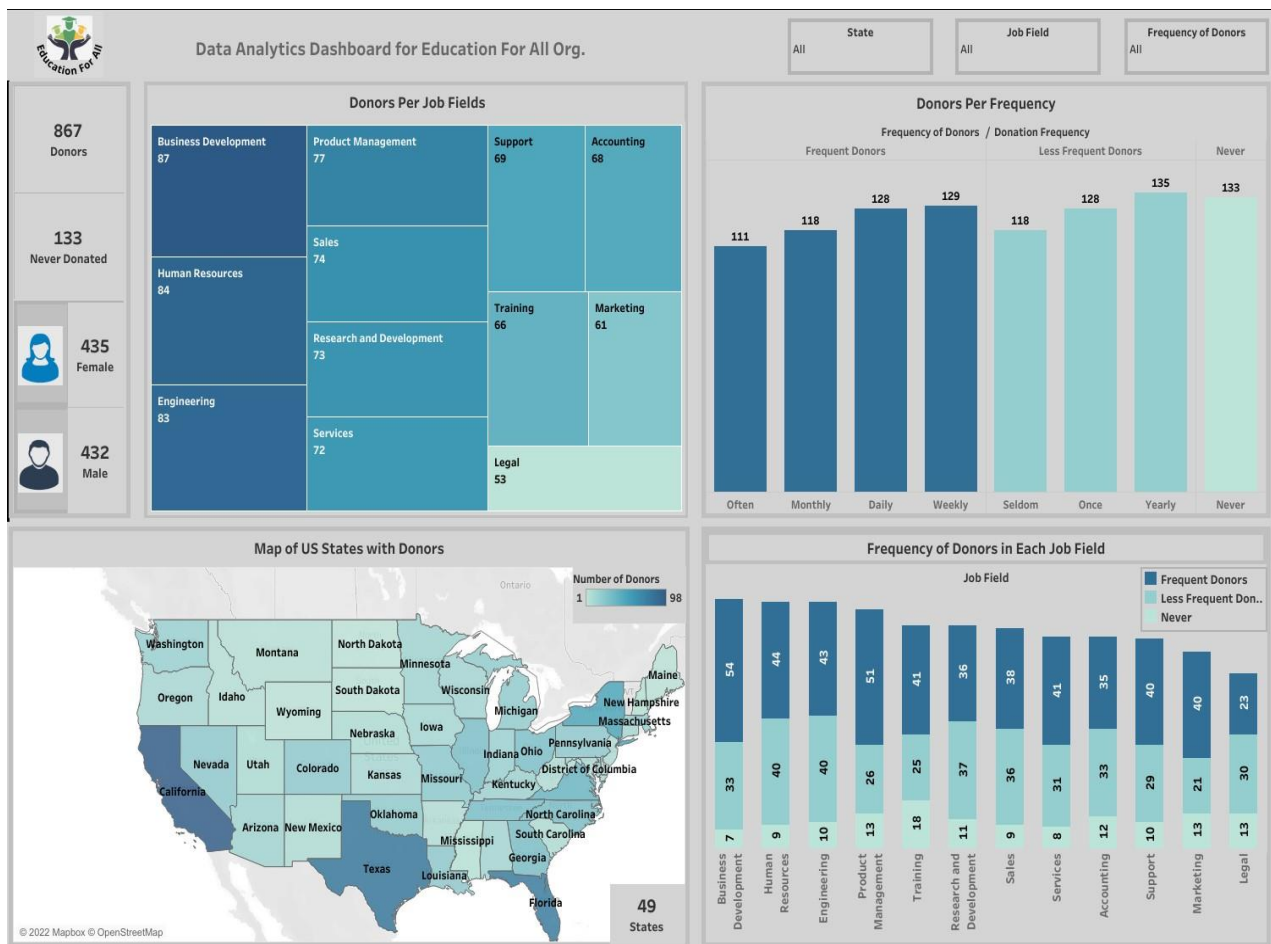 Education For All
Data Analytics Dashboard for Education For All Org.
State
All
Job Field
All
Frequency of Donors
All
867
Donors
133
Never Donated
435
Female
432
Male
Donors Per Job Fields
Business Development
87
Human Resources
84
Engineering
83
Product Management
77
Sales
74
Research and Development
73
Services
72
Support
69
Accounting
68
Training
66
Marketing
61
Legal
53
Donors Per Frequency
Frequency of Donors / Donation Frequency
Frequent Donors
Less Frequent Donors
Never
111
118
128
129
118
128
135
133
Often
Monthly
Daily
Weekly
Seldom
Once
Yearly
Never
Map of US States with Donors
Number of Donors
1
98
Ontario
Washington
Montana
North Dakota
Minnesota
Maine
Oregon
Idaho
South Dakota
Wisconsin
VT
New Hampshire
Wyoming
Michigan
Massachusetts
Nebraska
Iowa
United
States
Pennsylvania
Nevada
Utah
Colorado
Kansas
Missouri
Indiana
Ohio
District of Columbia
Kentucky
California
Arizona
New Mexico
Oklahoma
North Carolina
South Carolina
Mississippi
Georgia
Texas
Louisiana
Florida
49
States
© 2022 Mapbox © OpenStreetMap
Frequency of Donors in Each Job Field
Job Field
Frequent Donors
Less Frequent Don..
Never
54
44
43
51
41
36
38
41
35
40
40
23
33
40
40
26
25
37
36
31
33
29
21
30
7
9
10
13
18
11
9
8
12
10
13
13
Business
Development
Human
Resources
Engineering
Product
Management
Training
Research and
Development
Sales
Services
Accounting
Support
Marketing
Legal